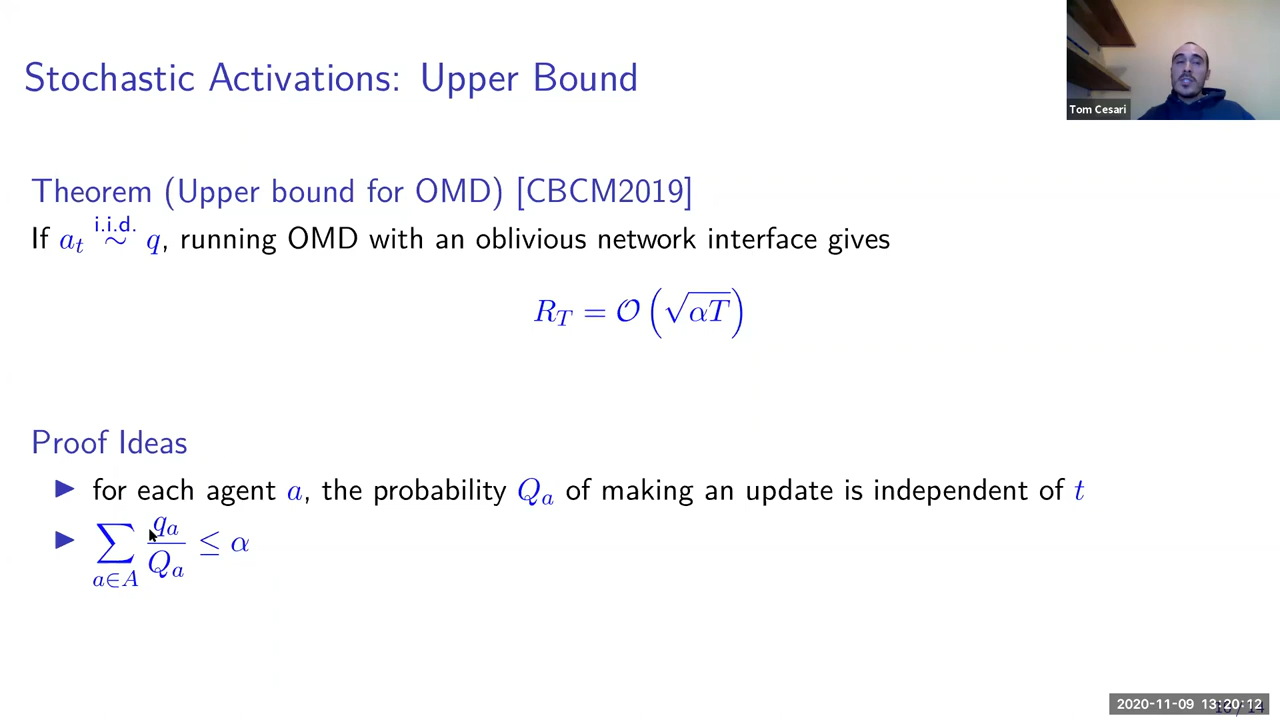 Stochastic Activations: Upper Bound
Tom Cesari
Theorem (Upper bound for OMD) [CBCM2019]
If a_t i.i.d. ∼ q, running OMD with an oblivious network interface gives
R_T = O(√αT)
Proof Ideas
▶ for each agent a, the probability Q_a of making an update is independent of t
▶ ∑_{a∈A} q_a/Q_a ≤ α
2020-11-09 13:20:12